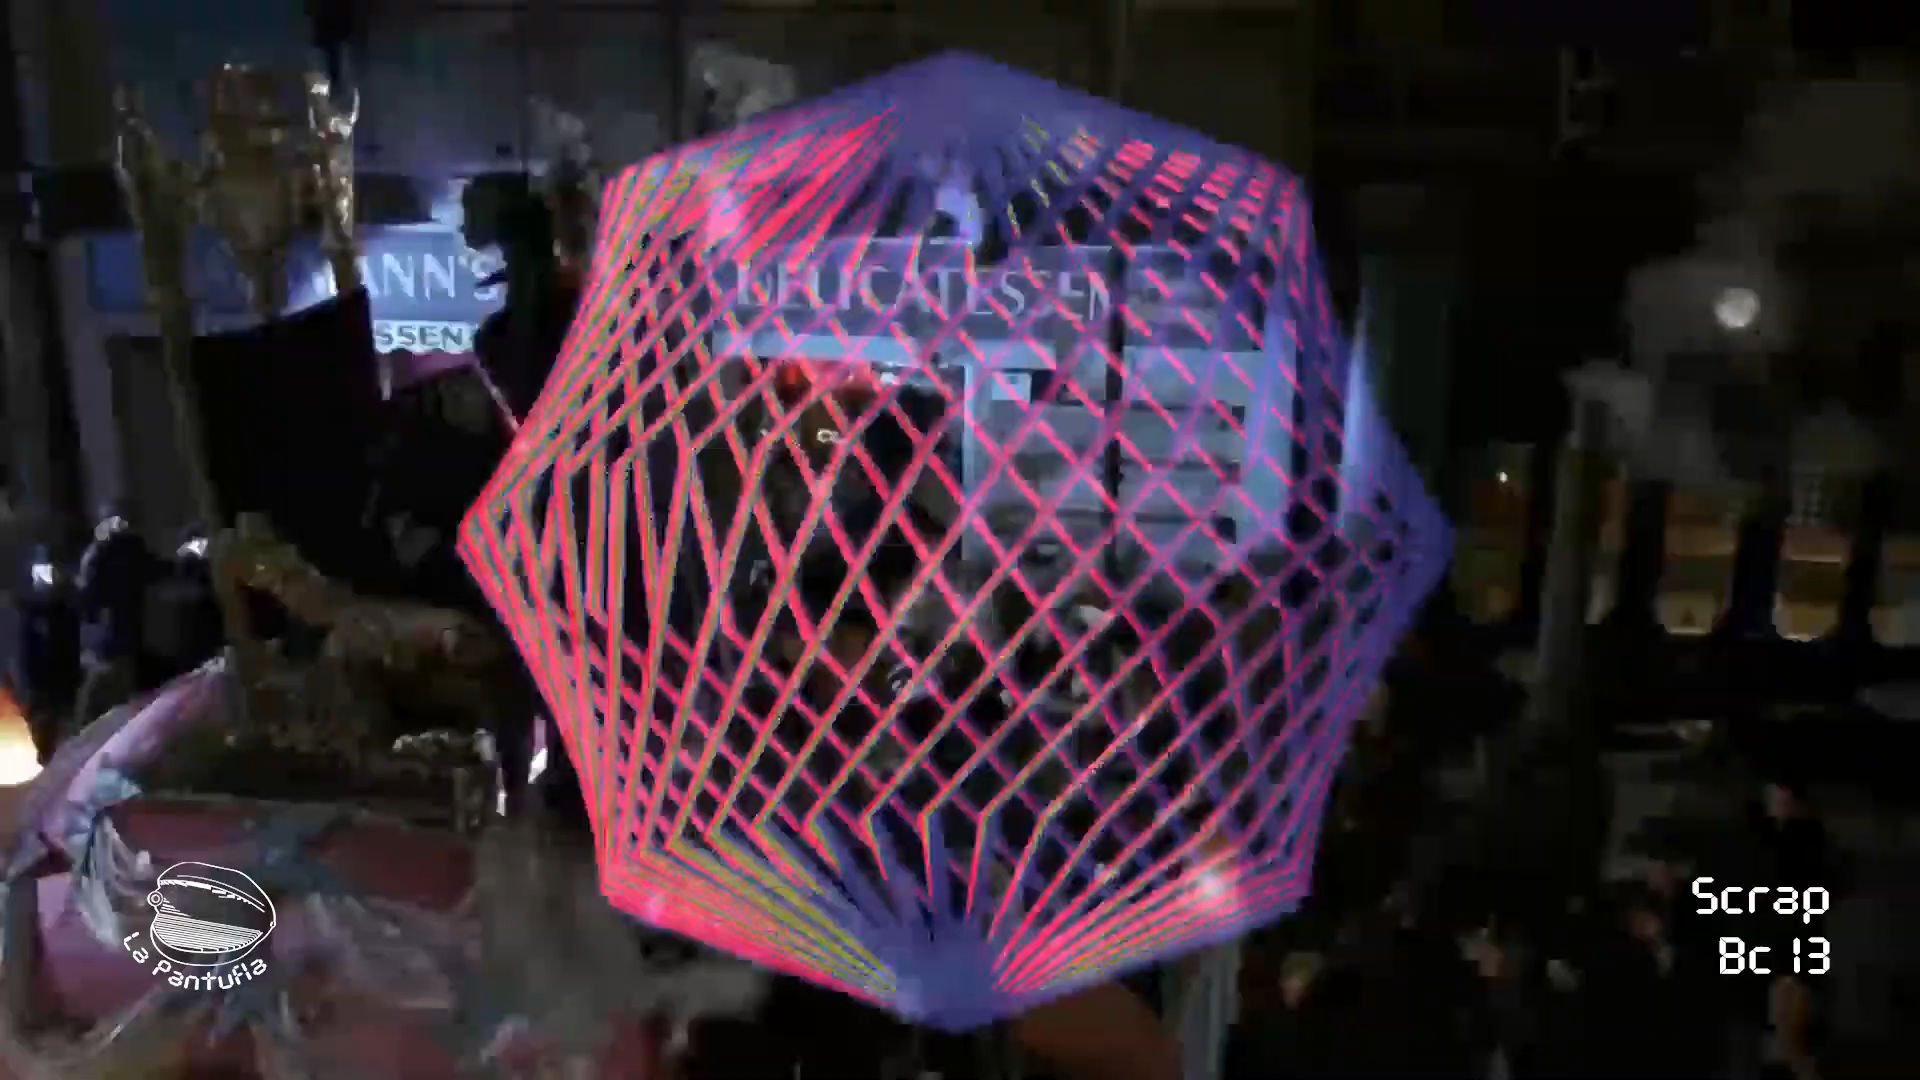 ANN'S
SSEN
DELICATESSEN
La Pantufla
Scrap
Bc 13